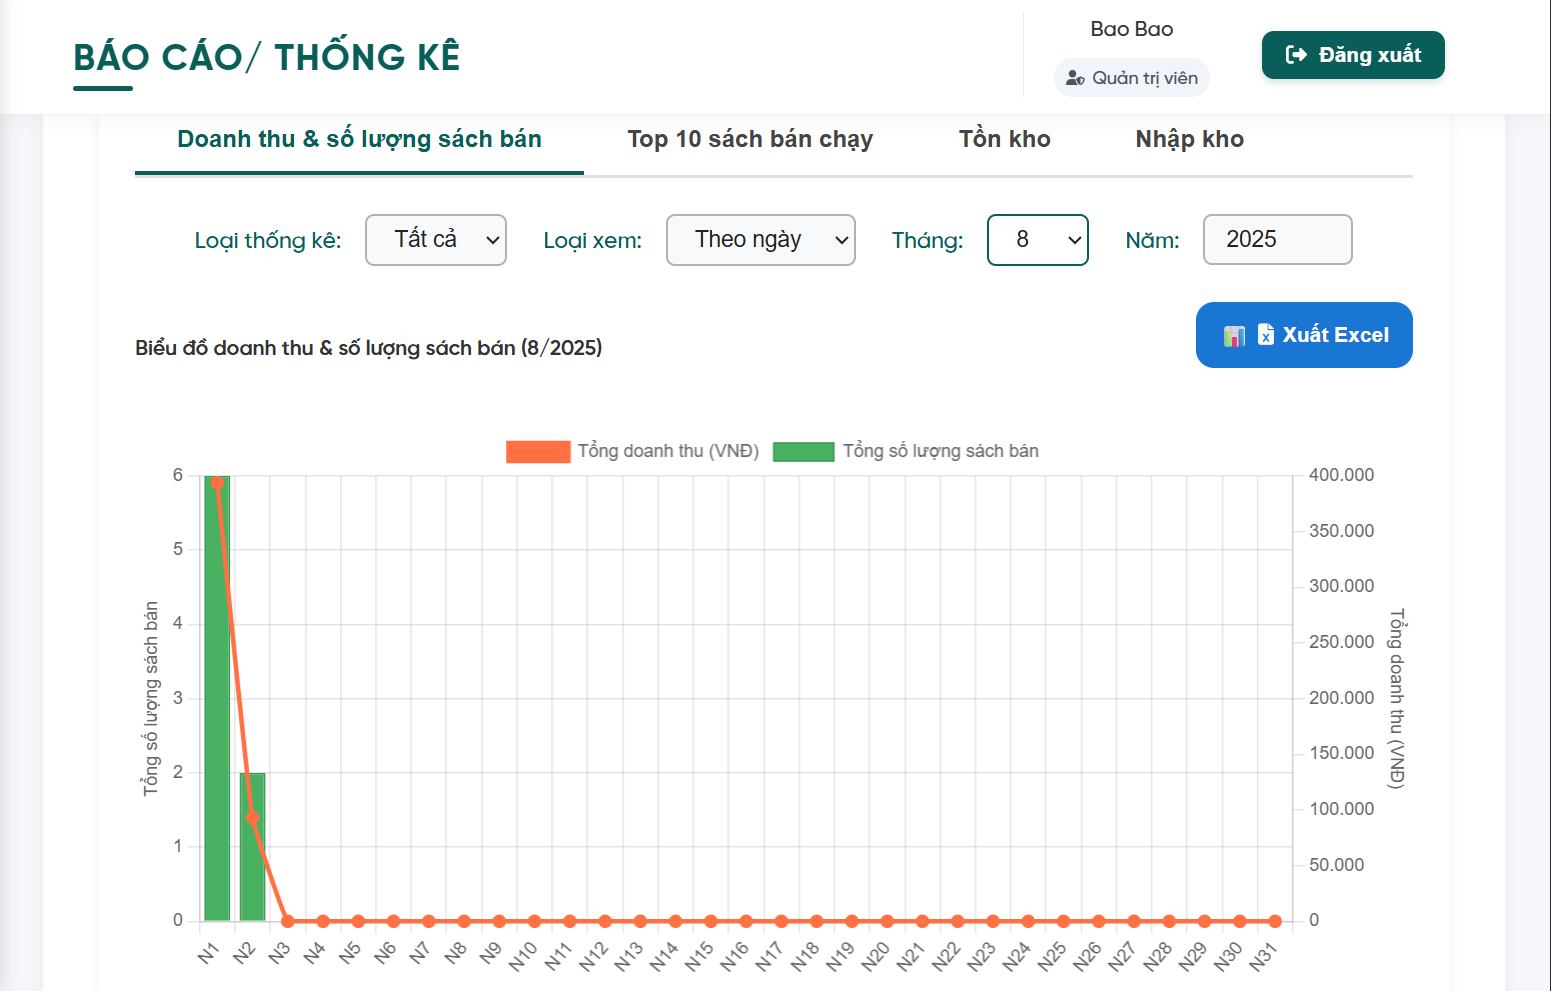 BÁO CÁO/ THỐNG KÊ
Bao Bao
Quản trị viên
Đăng xuất
Doanh thu & số lượng sách bán
Top 10 sách bán chạy
Tồn kho
Nhập kho
Loại thống kê:
Tất cả
Loại xem:
Theo ngày
Tháng:
8
Năm:
2025
Biểu đồ doanh thu & số lượng sách bán (8/2025)
Xuất Excel
Tổng doanh thu (VNĐ)
Tổng số lượng sách bán
Tổng số lượng sách bán
6
5
4
3
2
1
0
400.000
350.000
300.000
250.000
200.000
150.000
100.000
50.000
0
Tổng doanh thu (VNĐ)
N1
N2
N3
N4
N5
N6
N7
N8
N9
N10
N11
N12
N13
N14
N15
N16
N17
N18
N19
N20
N21
N22
N23
N24
N25
N26
N27
N28
N29
N30
N31